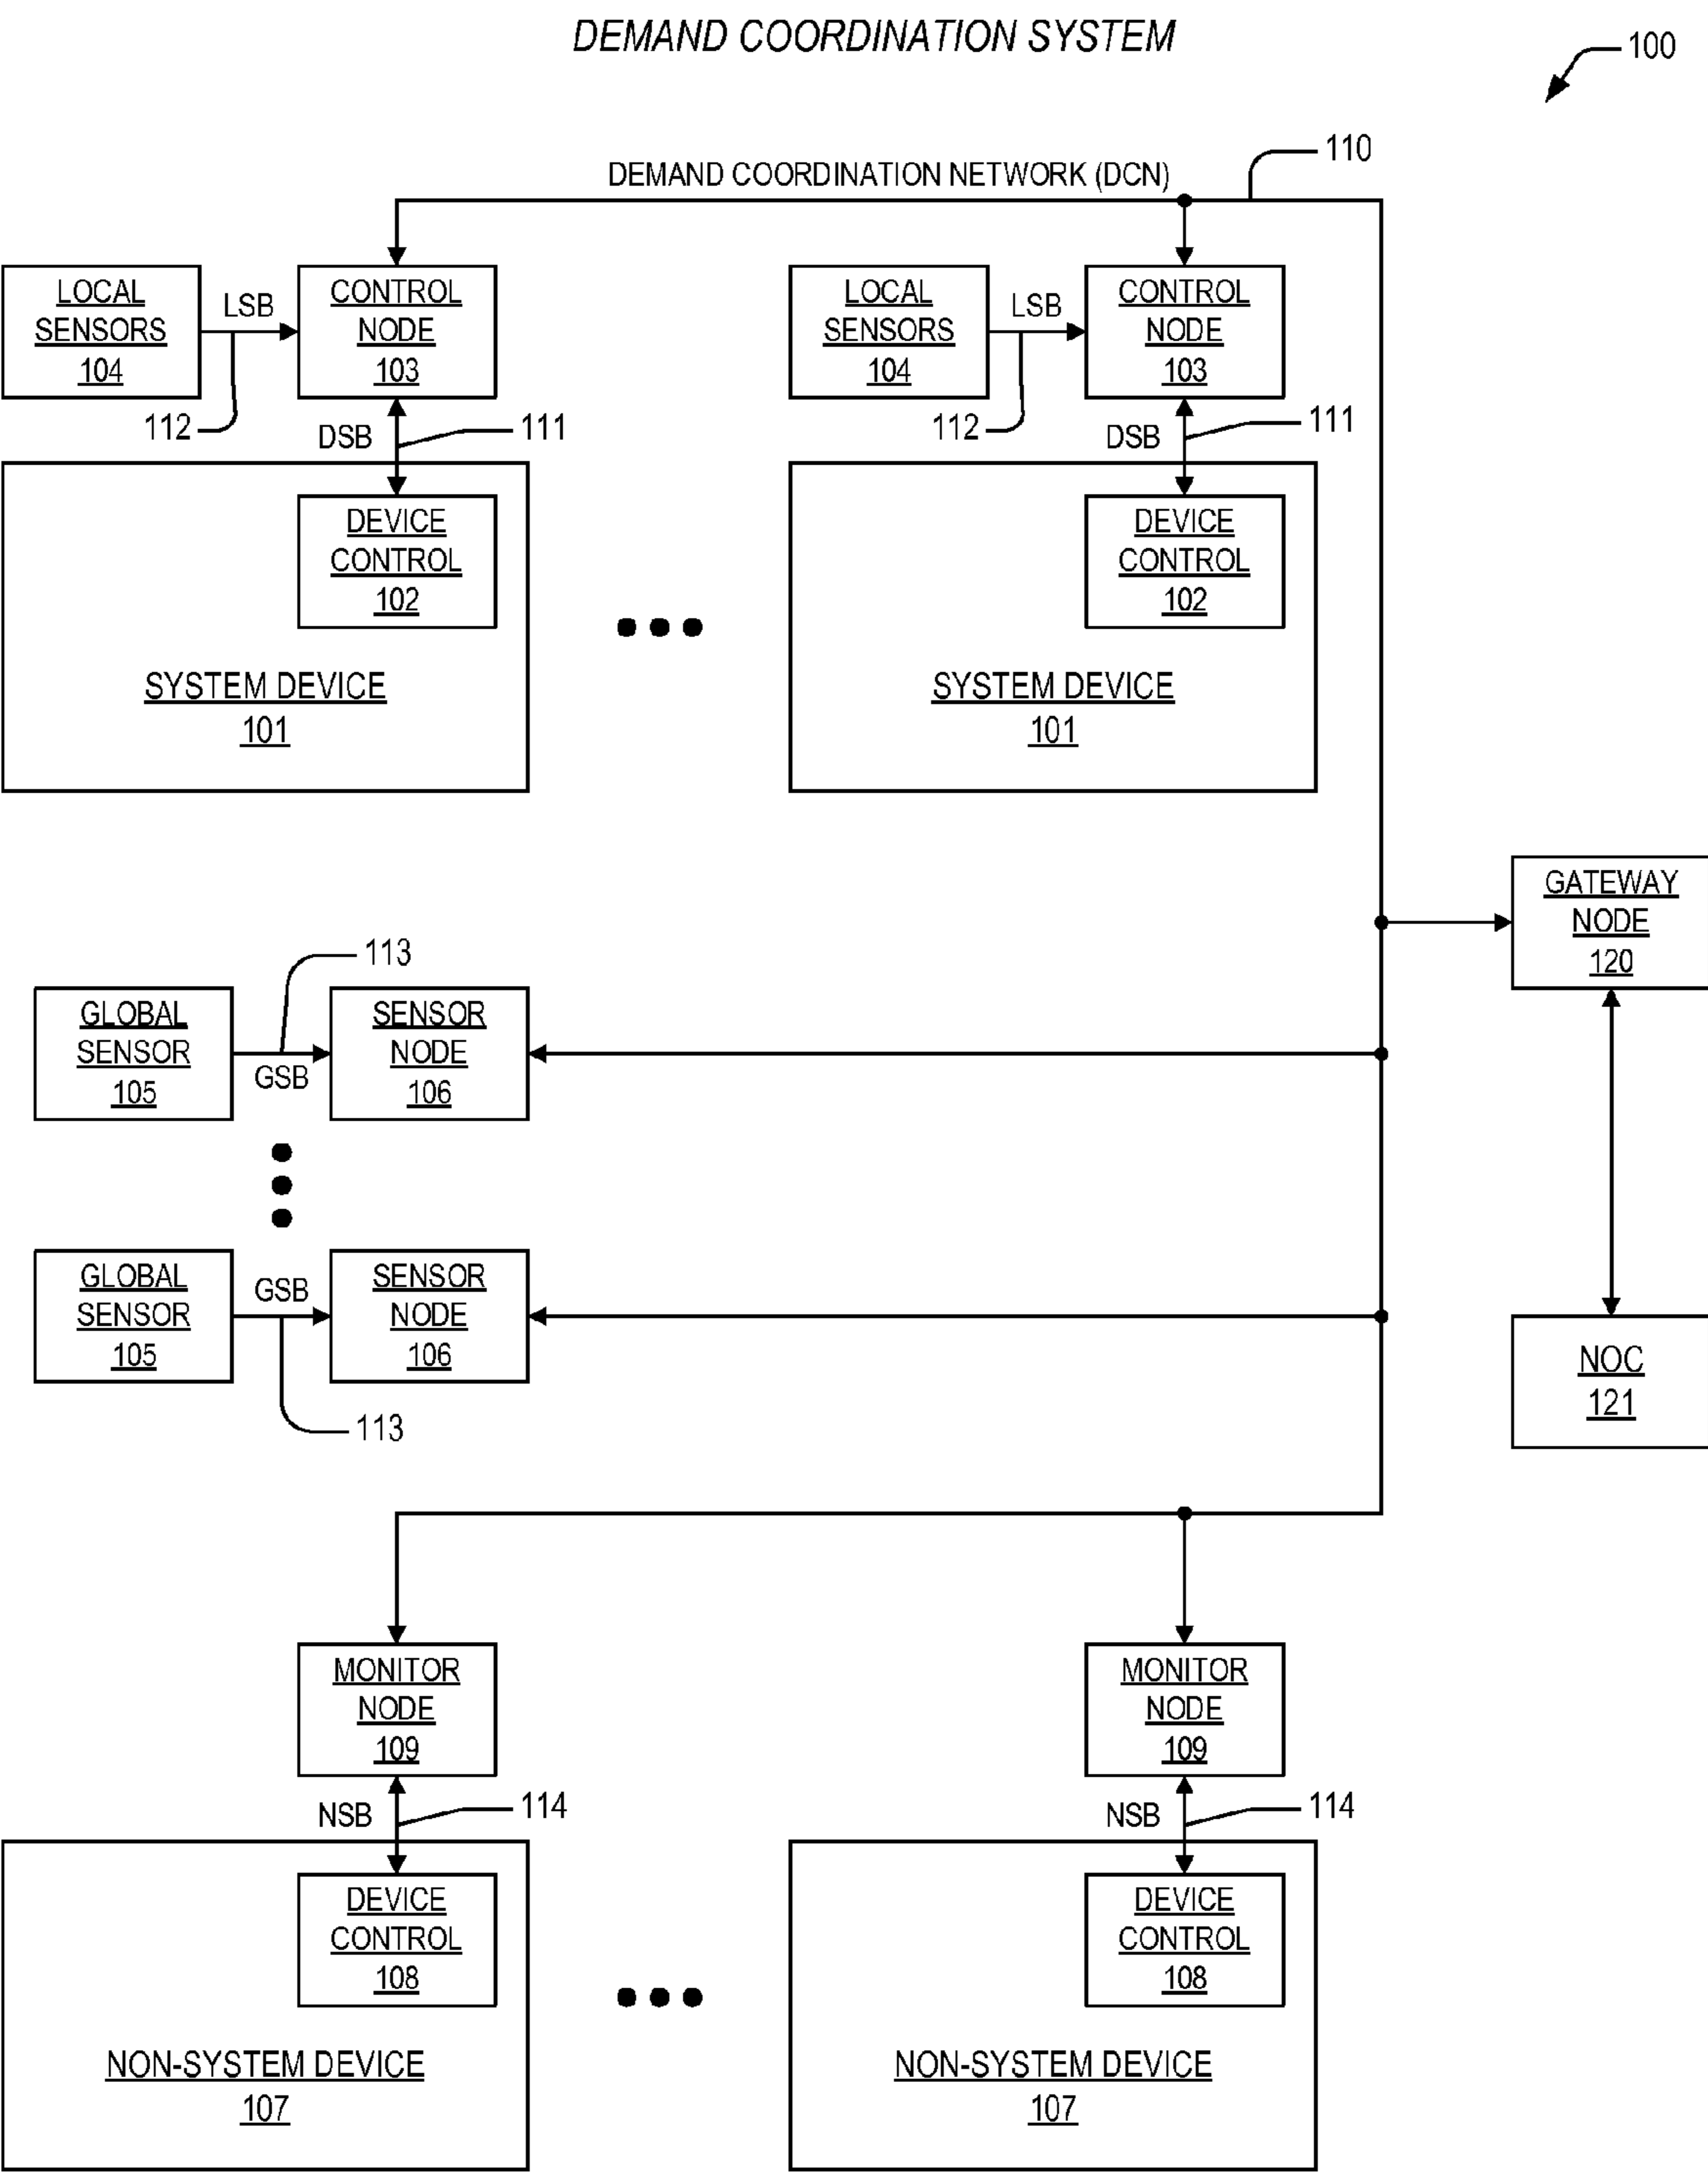 DEMAND COORDINATION SYSTEM
100
110
DEMAND COORDINATION NETWORK (DCN)
LOCAL
SENSORS
104
LSB
112
CONTROL
NODE
103
DSB
111
DEVICE
CONTROL
102
SYSTEM DEVICE
101
LOCAL
SENSORS
104
LSB
112
CONTROL
NODE
103
DSB
111
DEVICE
CONTROL
102
SYSTEM DEVICE
101
GATEWAY
NODE
120
113
GLOBAL
SENSOR
105
GSB
SENSOR
NODE
106
GLOBAL
SENSOR
105
GSB
SENSOR
NODE
106
113
NOC
121
MONITOR
NODE
109
NSB
114
DEVICE
CONTROL
108
NON-SYSTEM DEVICE
107
MONITOR
NODE
109
NSB
114
DEVICE
CONTROL
108
NON-SYSTEM DEVICE
107